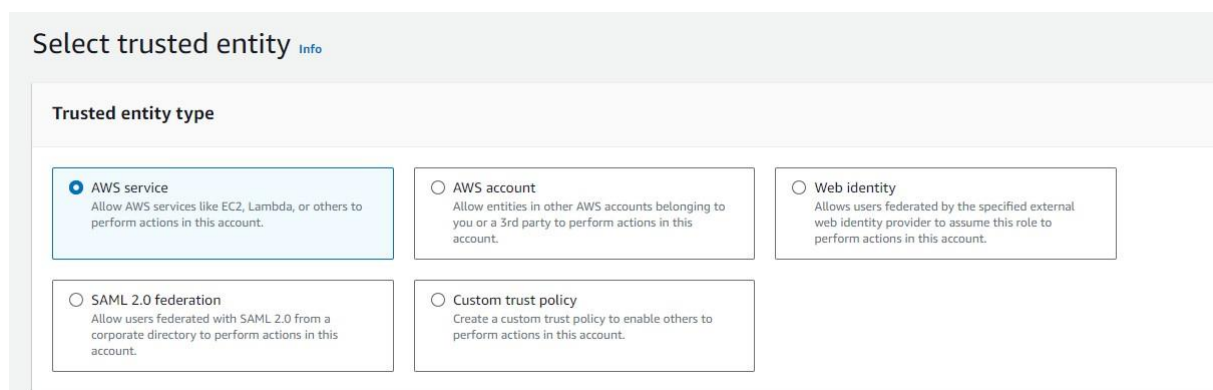 Select trusted entity Info
Trusted entity type
AWS service
Allow AWS services like EC2, Lambda, or others to
perform actions in this account.
AWS account
Allow entities in other AWS accounts belonging to
you or a 3rd party to perform actions in this
account.
Web identity
Allows users federated by the specified external
web identity provider to assume this role to
perform actions in this account.
SAML 2.0 federation
Allow users federated with SAML 2.0 from a
corporate directory to perform actions in this
account.
Custom trust policy
Create a custom trust policy to enable others to
perform actions in this account.